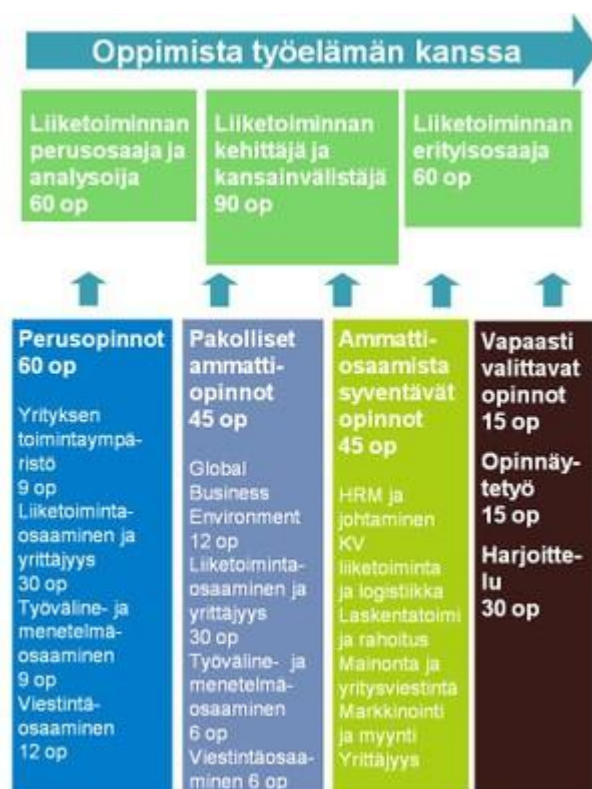 Oppimista työelämän kanssa
Liiketoiminnan
perusosaaja ja
analysoija
60 op
Liiketoiminnan
kehittäjä ja
kansainvälistäjä
90 op
Liiketoiminnan
erityisosaaja
60 op
Perusopinnot
60 op
Yrityksen
toimintaympä-
ristö
9 op
Liiketoiminta-
osaaminen ja
yrittäjyys
30 op
Työväline- ja
menetelmä-
osaaminen
9 op
Viestintä-
osaaminen
12 op
Pakolliset
ammatti-
opinnot
45 op
Global
Business
Environment
12 op
Liiketoiminta-
osaaminen ja
yrittäjyys
30 op
Työväline- ja
menetelmä-
osaaminen
6 op
Viestintäosaa-
minen 6 op
Ammatti-
osaamista
syventävät
opinnot
45 op
HRM ja
johtaminen
KV
liiketoiminta
ja logistiikka
Laskentatoimi
ja rahoitus
Mainonta ja
yritysviestintä
Markkinointi
ja myynti
Yrittäjyys
Vapaasti
valittavat
opinnot
15 op
Opinnäy-
tetyö
15 op
Harjoitte-
lu
30 op